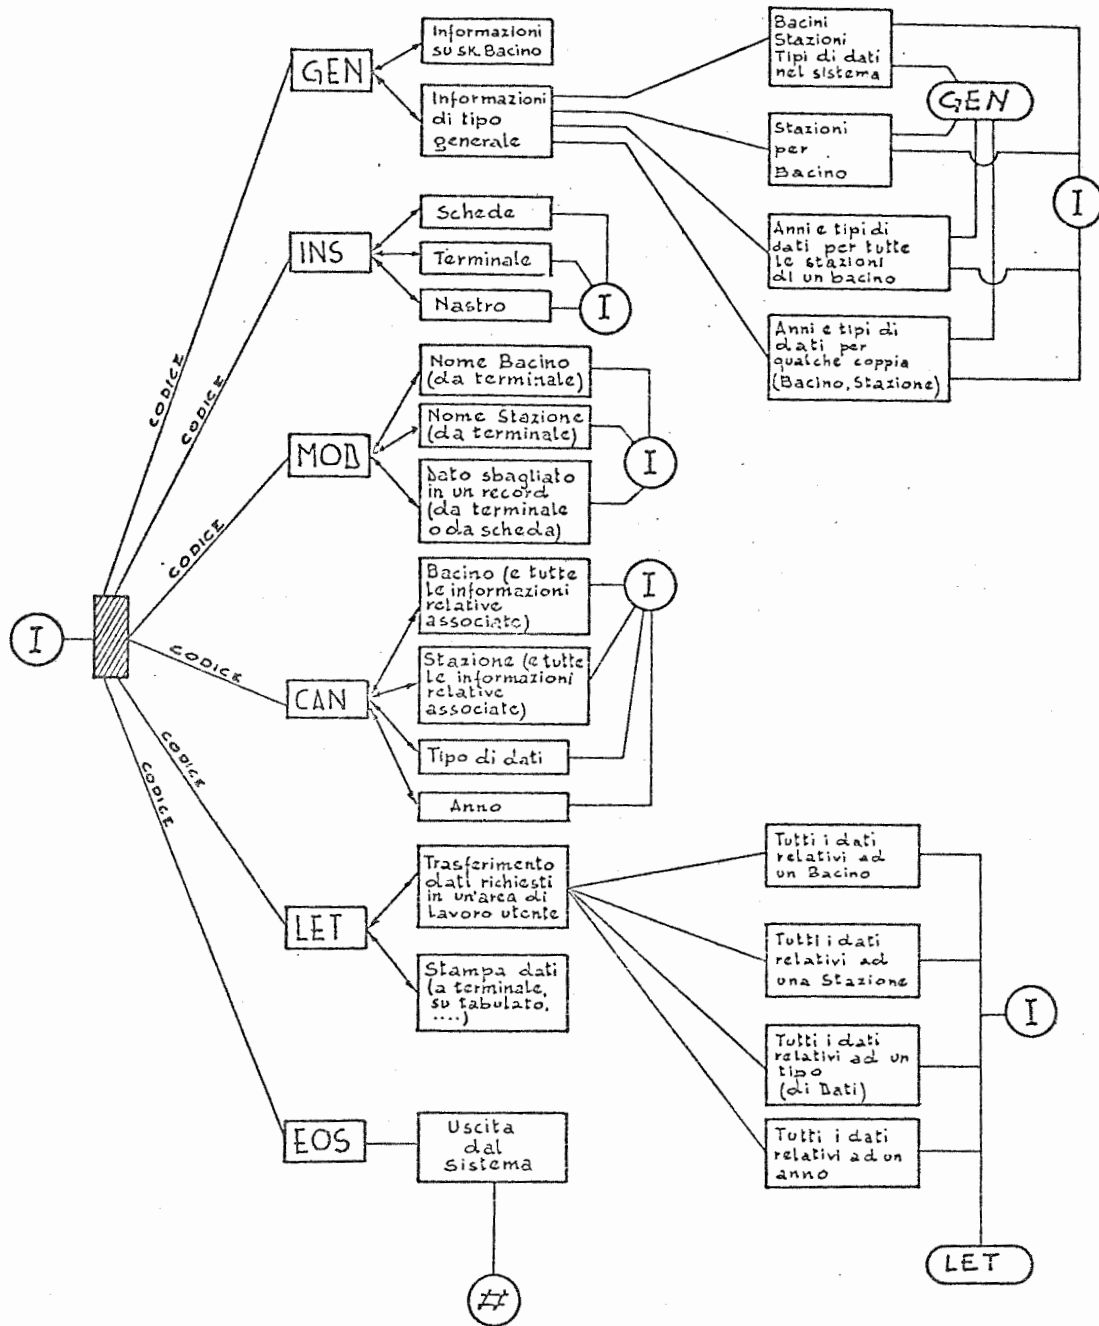 GEN
Informazioni
su sk. Bacino
Informazioni
di tipo
generale
Bacini
Stazioni
Tipi di dati
nel sistema
GEN
Stazioni
per
Bacino
I
Anni e tipi di
dati per tutte
le stazioni
di un bacino
Anni e tipi di
dati per
qualche coppia
(Bacino, Stazione)
CODICE
INS
Schede
Terminale
Nastro
I
CODICE
MOD
Nome Bacino
(da terminale)
Nome Stazione
(da terminale)
Dato sbagliato
in un record
(da terminale
o da scheda)
I
CODICE
I
CODICE
CAN
Bacino (e tutte
le informazioni
relative
associate)
Stazione (e tutte
le informazioni
relative
associate)
Tipo di dati
Anno
I
CODICE
LET
Trasferimento
dati richiesti
in un'area di
lavoro utente
Stampa dati
(a terminale,
su tabulato,
....)
Tutti i dati
relativi ad
un Bacino
Tutti i dati
relativi ad
una Stazione
Tutti i dati
relativi ad un
tipo
(di Dati)
Tutti i dati
relativi ad un
anno
I
LET
CODICE
EOS
Uscita
dal
Sistema
#